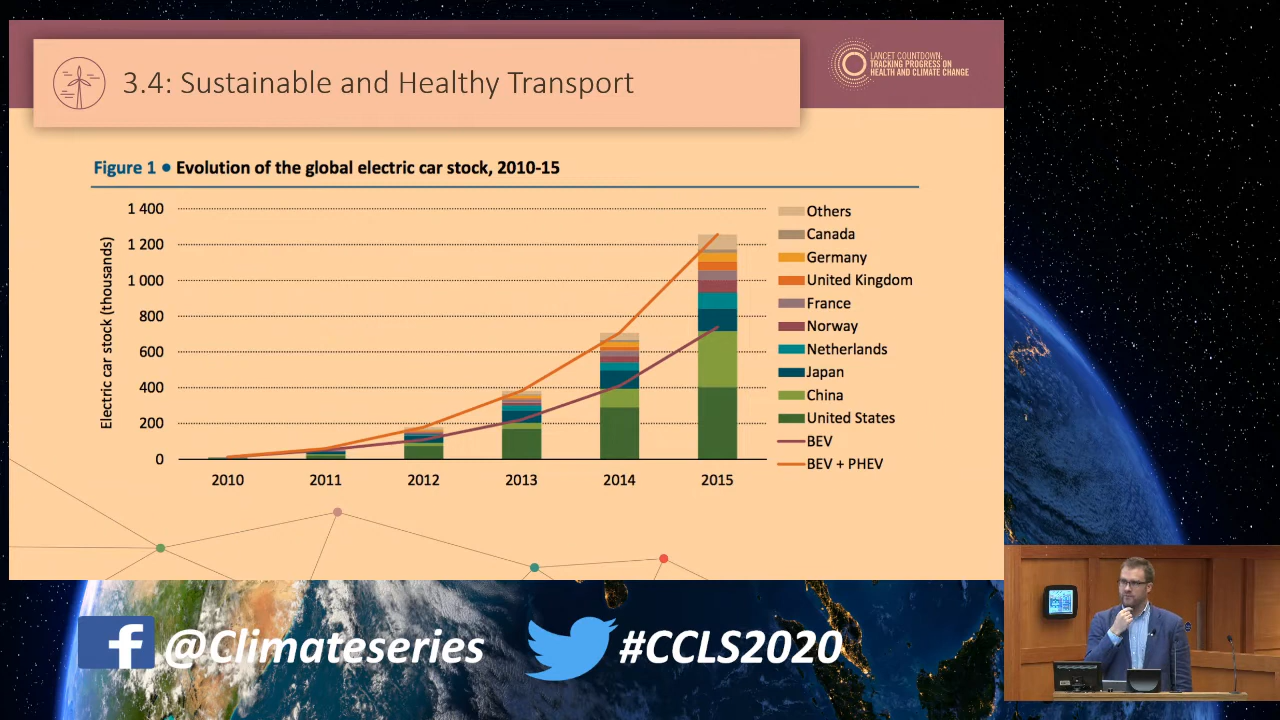 3.4: Sustainable and Healthy Transport
LANCET COUNTDOWN:
TRACKING PROGRESS ON
HEALTH AND CLIMATE CHANGE
Figure 1 • Evolution of the global electric car stock, 2010-15
Electric car stock (thousands)
1 400
1 200
1 000
800
600
400
200
0
2010
2011
2012
2013
2014
2015
Others
Canada
Germany
United Kingdom
France
Norway
Netherlands
Japan
China
United States
BEV
BEV + PHEV
f @Climateseries
#CCLS2020